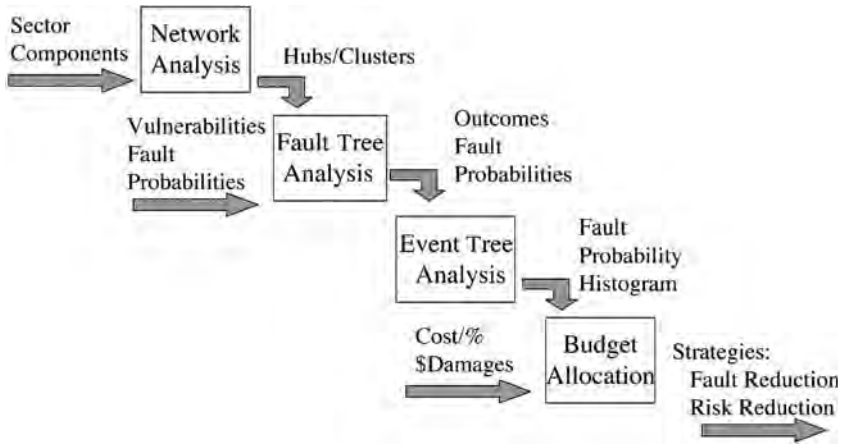 Sector
Components
Network
Analysis
Hubs/Clusters
Vulnerabilities
Fault
Probabilities
Fault Tree
Analysis
Outcomes
Fault
Probabilities
Event Tree
Analysis
Fault
Probability
Histogram
Cost/%
$Damages
Budget
Allocation
Strategies:
Fault Reduction
Risk Reduction